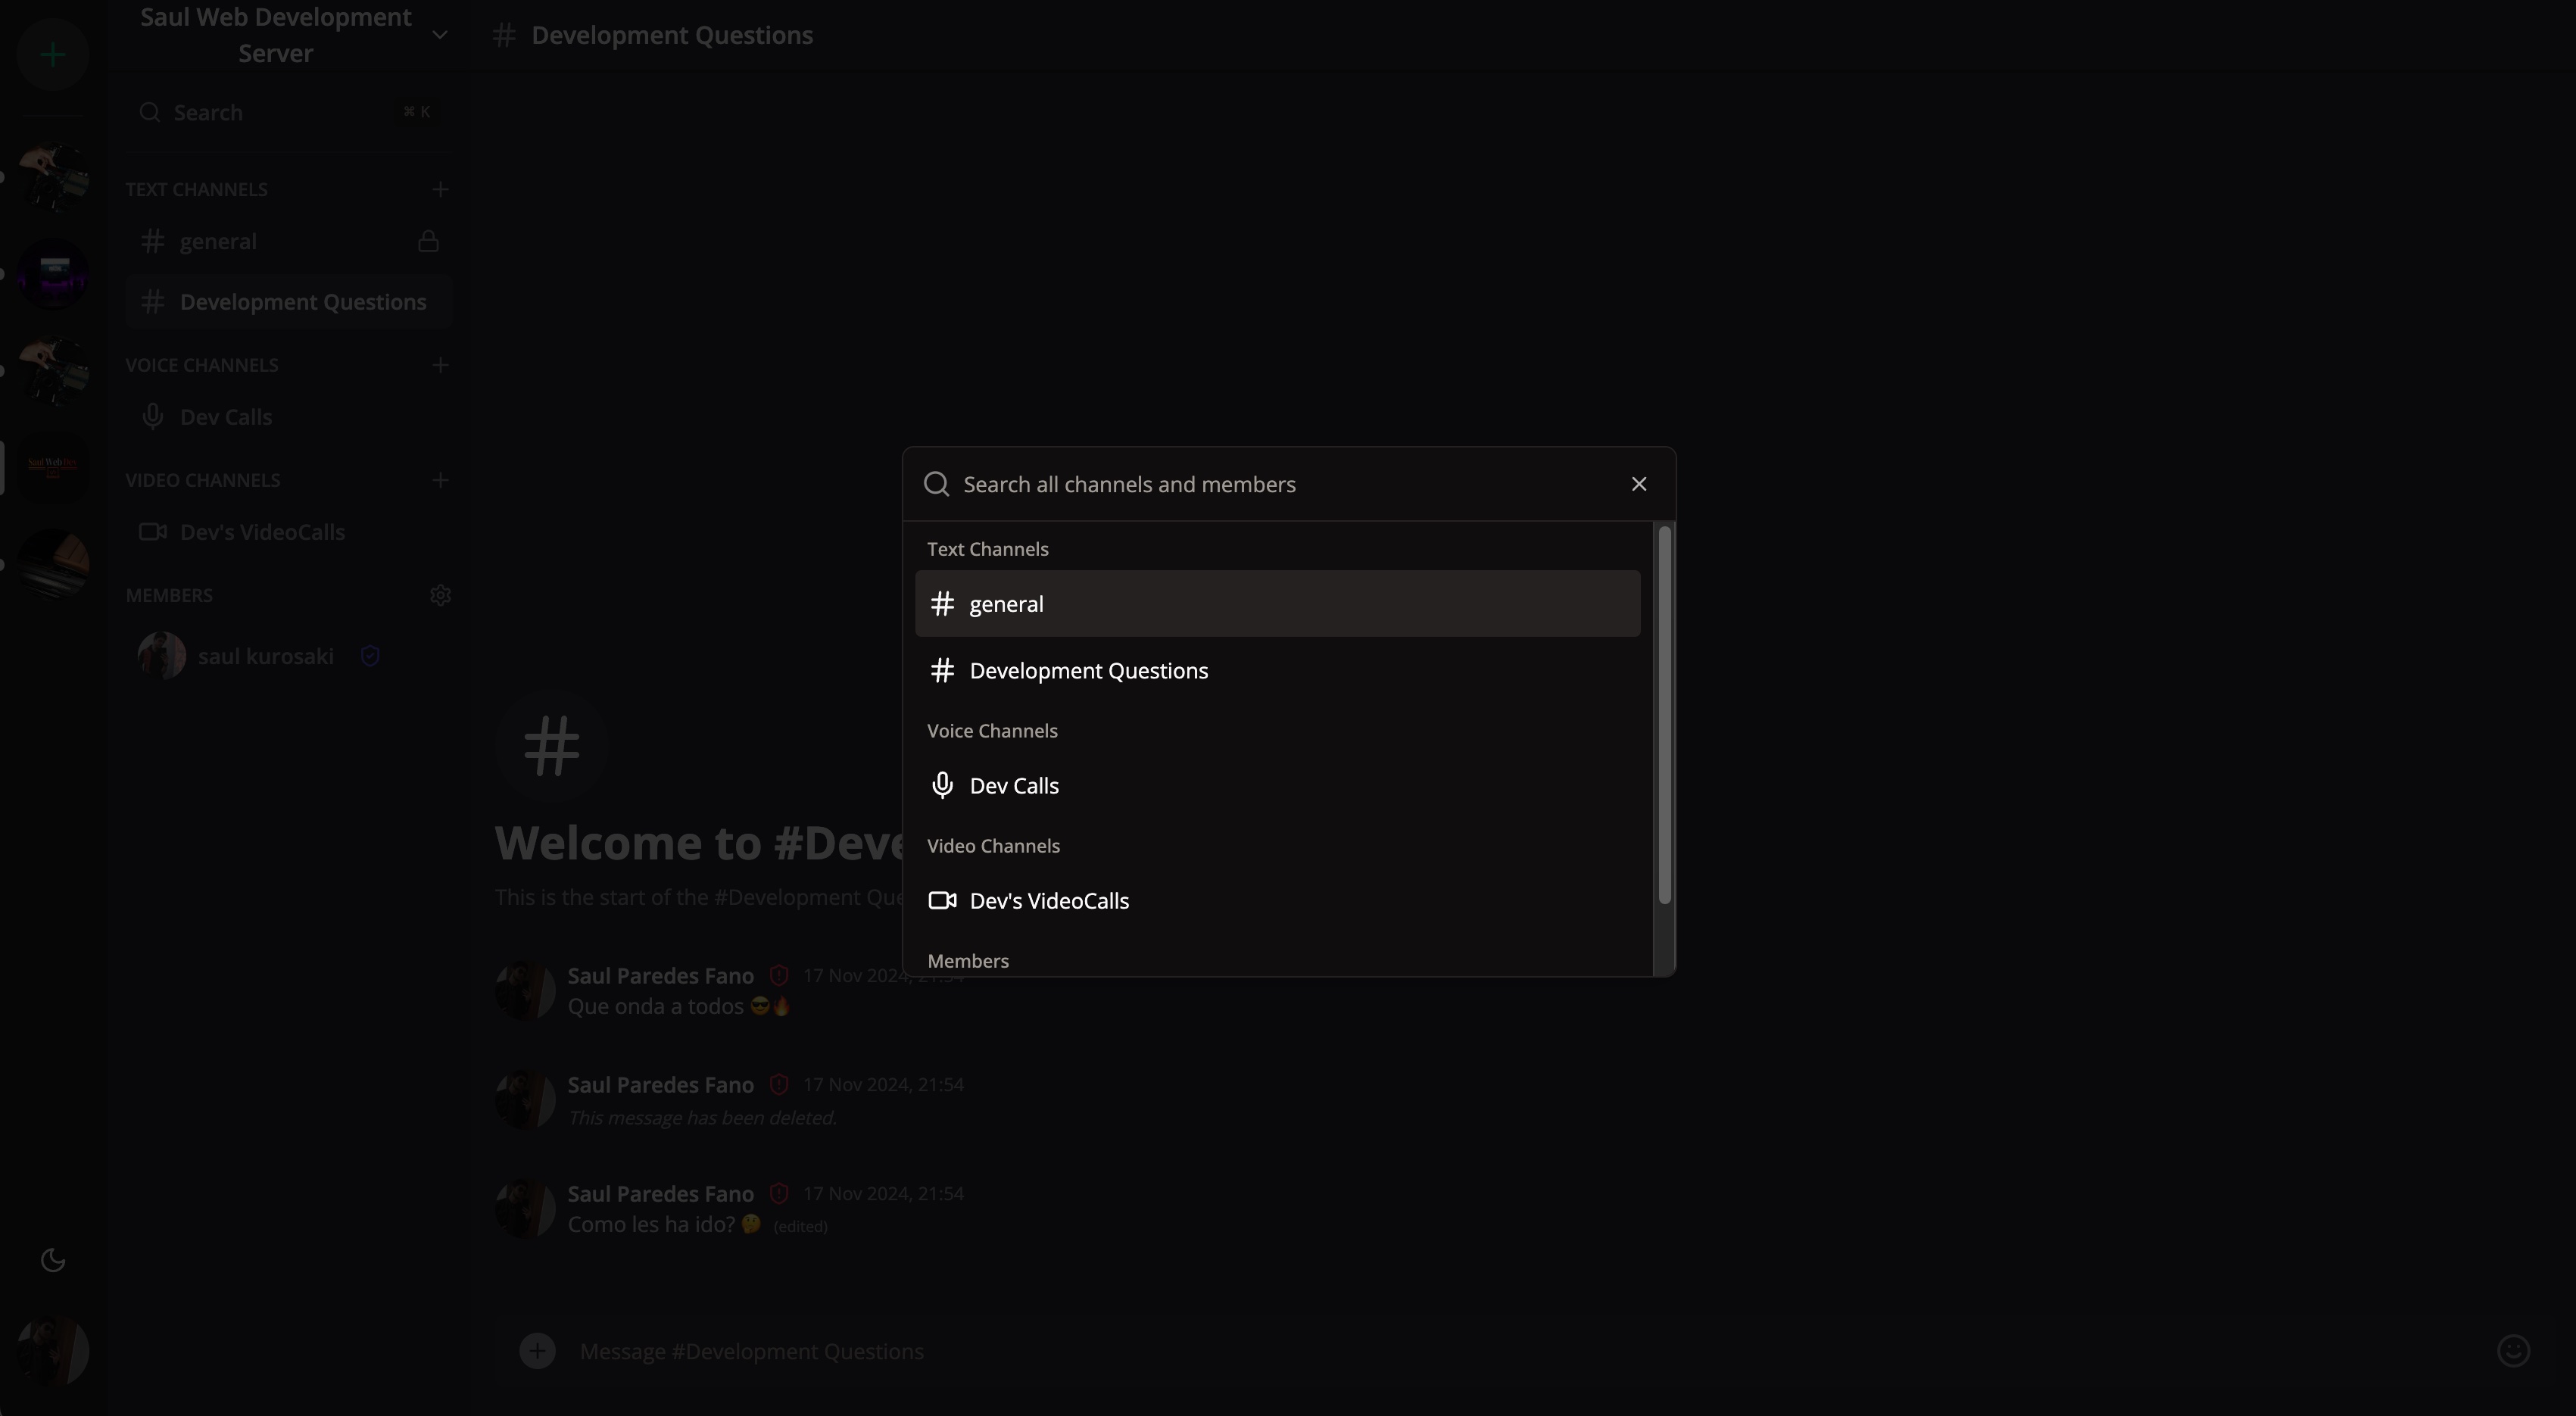 Saul Web Development
Server
Search
⌘ K
TEXT CHANNELS
general
Development Questions
VOICE CHANNELS
Dev Calls
VIDEO CHANNELS
Dev's VideoCalls
MEMBERS
saul kurosaki
Saul Web Dev
# Development Questions
Search all channels and members
Text Channels
# general
# Development Questions
Voice Channels
Dev Calls
Video Channels
Dev's VideoCalls
Members
#
Welcome to #Deve
This is the start of the #Development Que
Saul Paredes Fano 17 Nov 2024, 21:54
Que onda a todos 😎🔥
Saul Paredes Fano 17 Nov 2024, 21:54
This message has been deleted.
Saul Paredes Fano 17 Nov 2024, 21:54
Como les ha ido? 🤔 (edited)
Message #Development Questions